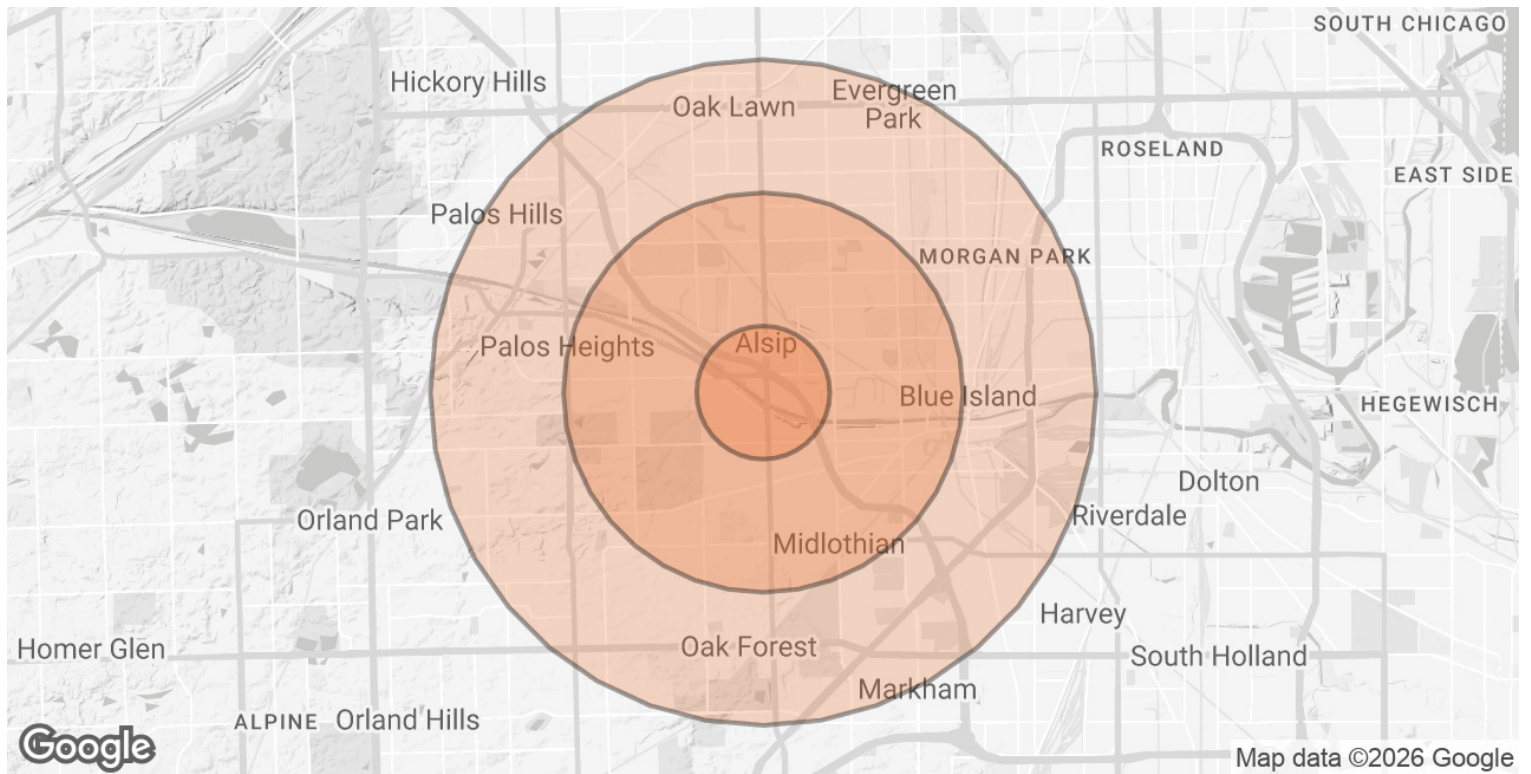 SOUTH CHICAGO
Hickory Hills
Evergreen
Park
Oak Lawn
ROSELAND
EAST SIDE
Palos Hills
MORGAN PARK
Alsip
Palos Heights
Blue Island
HEGEWISCH
Dolton
Orland Park
Riverdale
Midlothian
Harvey
Homer Glen
Oak Forest
South Holland
Markham
ALPINE
Orland Hills
Google
Map data ©2026 Google